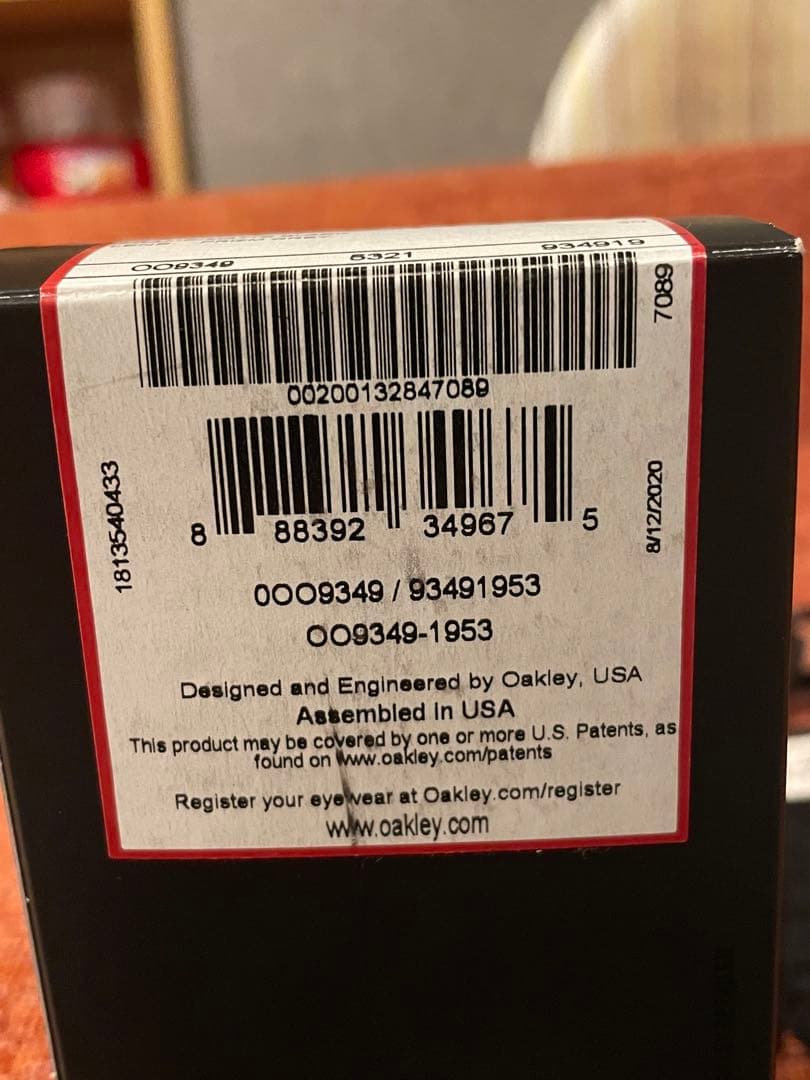 OO9349 5321 934919
7089
00200132847089
1813540433
8 88392 34967 5
8/12/2020
0OO9349 / 93491953
OO9349-1953
Designed and Engineered by Oakley, USA
Assembled in USA
This product may be covered by one or more U.S. Patents, as
found on www.oakley.com/patents
Register your eyewear at Oakley.com/register
www.oakley.com